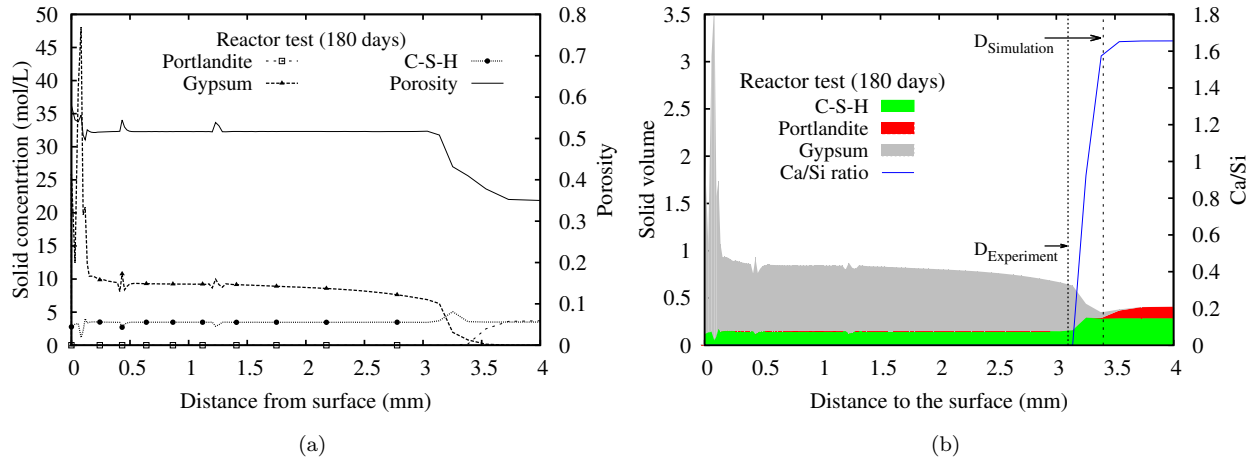 Reactor test (180 days)
Portlandite
Gypsum
C-S-H
Porosity
50
45
40
35
30
25
20
15
10
5
0
Solid concentrtion (mol/L)
0.8
0.7
0.6
0.5
0.4
0.3
0.2
0.1
0
Porosity
0 0.5 1 1.5 2 2.5 3 3.5 4
Distance from surface (mm)
(a)
3.5
3
2.5
2
1.5
1
0.5
0
Solid volume
Reactor test (180 days)
C-S-H
Portlandite
Gypsum
Ca/Si ratio
DSimulation
DExperiment
1.8
1.6
1.4
1.2
1
0.8
0.6
0.4
0.2
0
Ca/Si
0 0.5 1 1.5 2 2.5 3 3.5 4
Distance to the surface (mm)
(b)